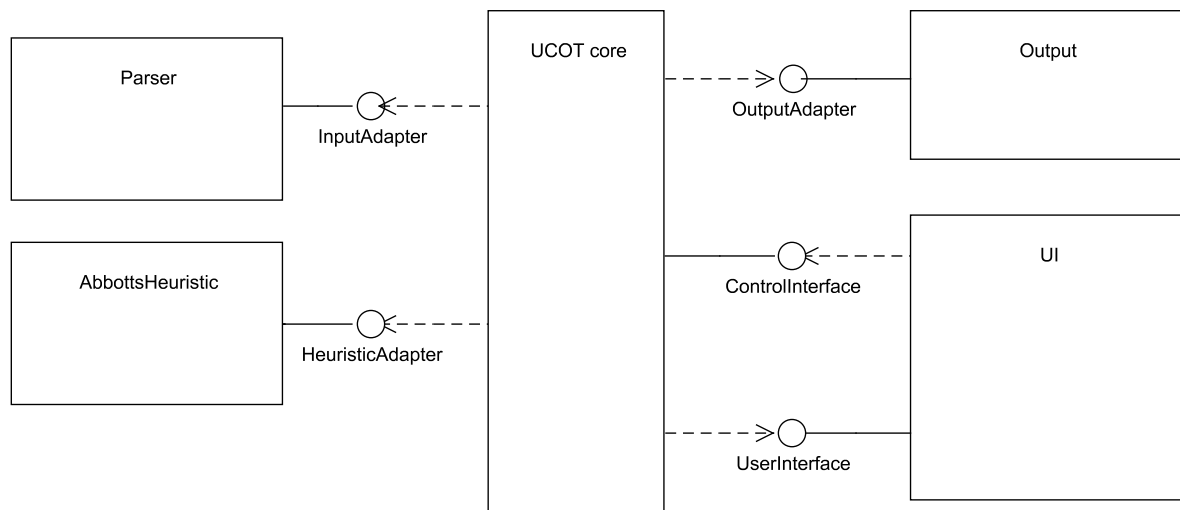 Parser
InputAdapter
AbbottsHeuristic
HeuristicAdapter
UCOT core
OutputAdapter
Output
ControlInterface
UI
UserInterface